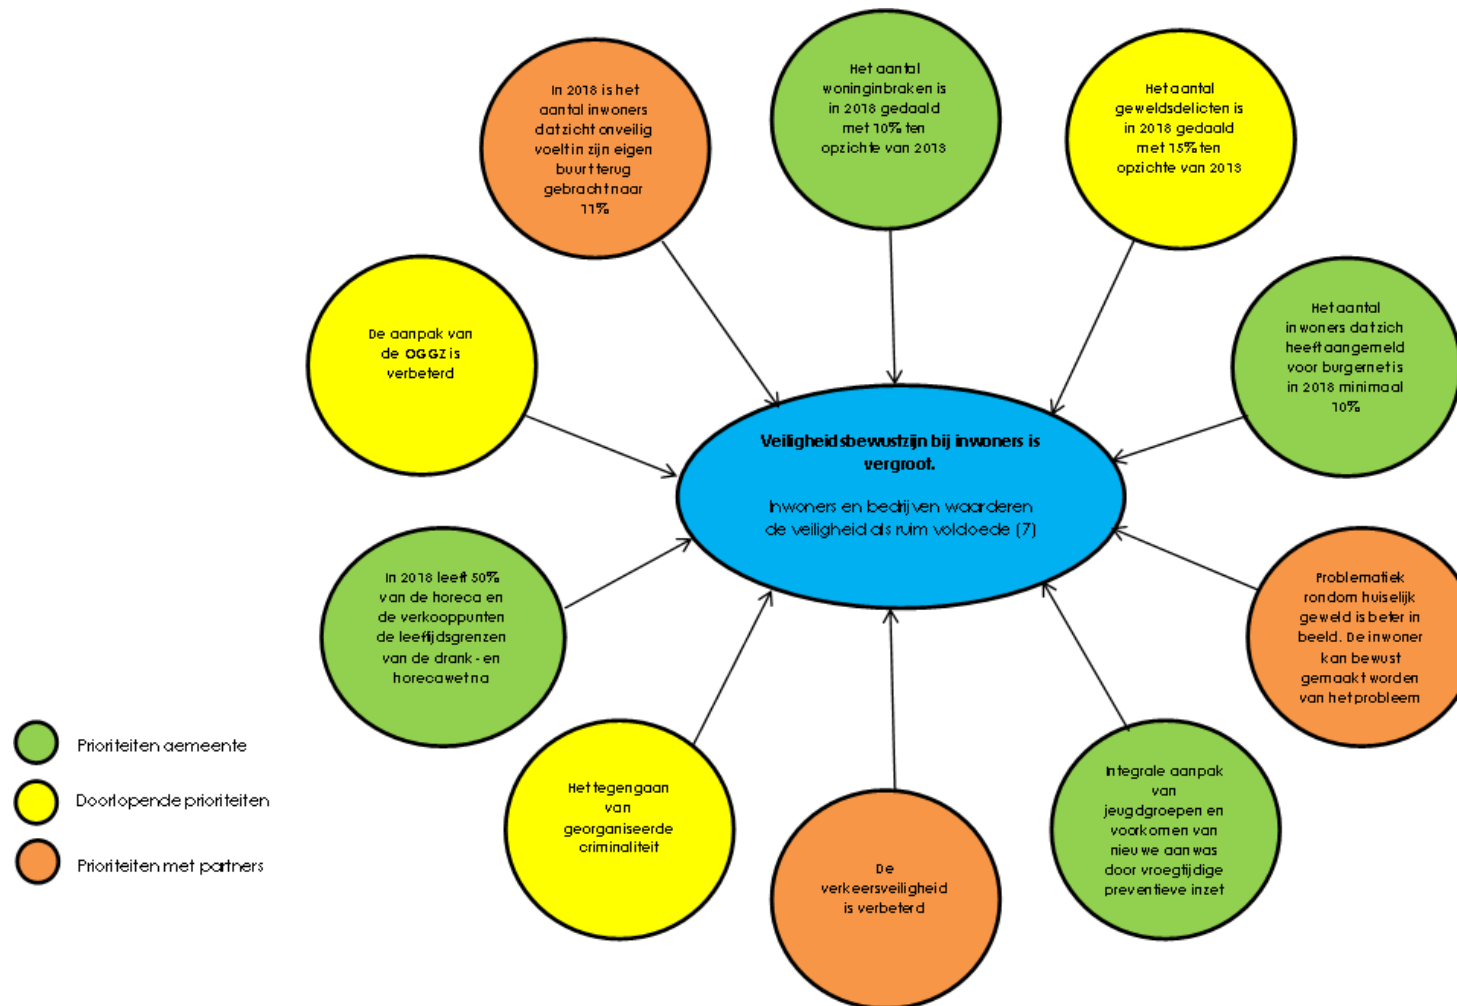 In 2018 is het
aantal inwoners
dat zicht onveilig
voelt in zijn eigen
buurt terug
gebracht naar
11%
Het aantal
woninginbraken is
in 2018 gedaald
met 10% ten
opzichte van 2013
Het aantal
geweldsdelicten is
in 2018 gedaald
met 15% ten
opzichte van 2013
De aanpak van
de OGGZ is
verbeterd
Het aantal
inwoners dat zich
heeft aangemeld
voor burgernet is
in 2018 minimaal
10%
Veiligheidsbewustzijn bij inwoners is
vergroot.
Inwoners en bedrijven waarderen
de veiligheid als ruim voldoede (7)
In 2018 leeft 50%
van de horeca en
de verkooppunten
de leeftijdsgrenzen
van de drank - en
horecawet na
Problematiek
rondom huiselijk
geweld is beter in
beeld. De inwoner
kan bewust
gemaakt worden
van het probleem
Het tegengaan
van
georganiseerde
criminaliteit
De
verkeersveiligheid
is verbeterd
Integrale aanpak
van
jeugdgroepen en
voorkomen van
nieuwe aanwas
door vroegtijdige
preventieve inzet
Prioriteiten gemeente
Doorlopende prioriteiten
Prioriteiten met partners